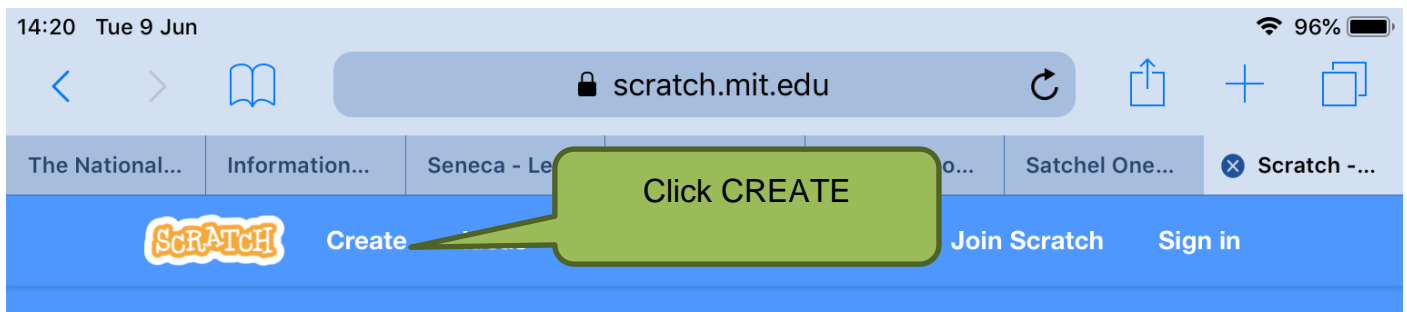 14:20 Tue 9 Jun 96%
scratch.mit.edu
The National... Information... Seneca - Le o... Satchel One... Scratch -...
Click CREATE
SCRATCH Create Join Scratch Sign in